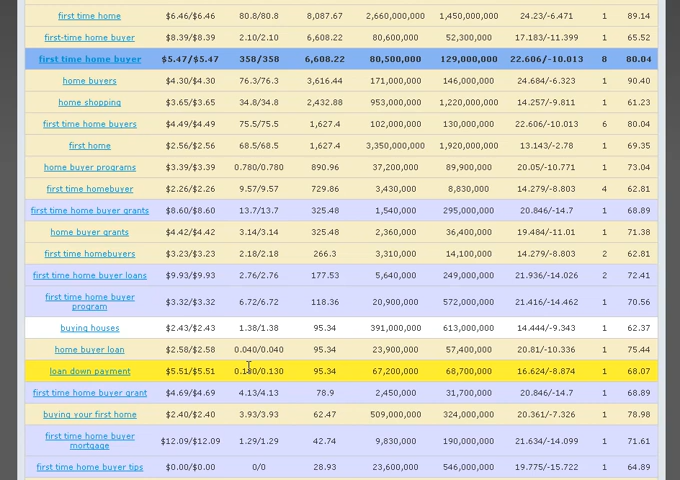 first time home $6.46/$6.46 80.8/80.8 8,087.67 2,660,000,000 1,450,000,000 24.23/-6.471 1 89.14
first-time home buyer $8.39/$8.39 2.10/2.10 6,608.22 80,600,000 52,300,000 17.183/-11.399 1 65.52
first time home buyer $5.47/$5.47 358/358 6,608.22 80,500,000 129,000,000 22.606/-10.013 8 80.04
home buyers $4.30/$4.30 76.3/76.3 3,616.44 171,000,000 146,000,000 24.684/-6.323 1 90.40
home shopping $3.65/$3.65 34.8/34.8 2,432.88 953,000,000 1,220,000,000 14.257/-9.811 1 61.23
first time home buyers $4.49/$4.49 75.5/75.5 1,627.4 102,000,000 130,000,000 22.606/-10.013 6 80.04
first home $2.56/$2.56 68.5/68.5 1,627.4 3,350,000,000 1,920,000,000 13.143/-2.78 1 69.35
home buyer programs $3.39/$3.39 0.780/0.780 890.96 37,200,000 89,900,000 20.05/-10.771 1 73.04
first time homebuyer $2.26/$2.26 9.57/9.57 729.86 3,430,000 8,830,000 14.279/-8.803 4 62.81
first time home buyer grants $8.60/$8.60 13.7/13.7 325.48 1,540,000 295,000,000 20.846/-14.7 1 68.89
home buyer grants $4.42/$4.42 3.14/3.14 325.48 2,360,000 36,400,000 19.484/-11.01 1 71.38
first time homebuyers $3.23/$3.23 2.18/2.18 266.3 3,310,000 14,100,000 14.279/-8.803 2 62.81
first time home buyer loans $9.93/$9.93 2.76/2.76 177.53 5,640,000 249,000,000 21.936/-14.026 2 72.41
first time home buyer
program $3.32/$3.32 6.72/6.72 118.36 20,900,000 572,000,000 21.416/-14.462 1 70.56
buying houses $2.43/$2.43 1.38/1.38 95.34 391,000,000 613,000,000 14.444/-9.343 1 62.37
home buyer loan $2.58/$2.58 0.040/0.040 95.34 23,900,000 57,400,000 20.81/-10.336 1 75.44
loan down payment $5.51/$5.51 0.130/0.130 95.34 67,200,000 68,700,000 16.624/-8.874 1 68.07
first time home buyer grant $4.69/$4.69 4.13/4.13 78.9 2,450,000 31,700,000 20.846/-14.7 1 68.89
buying your first home $2.40/$2.40 3.93/3.93 62.47 509,000,000 324,000,000 20.361/-7.326 1 78.98
first time home buyer
mortgage $12.09/$12.09 1.29/1.29 42.74 9,830,000 190,000,000 21.634/-14.099 1 71.61
first time home buyer tips $0.00/$0.00 0/0 28.93 23,600,000 546,000,000 19.775/-15.722 1 64.89